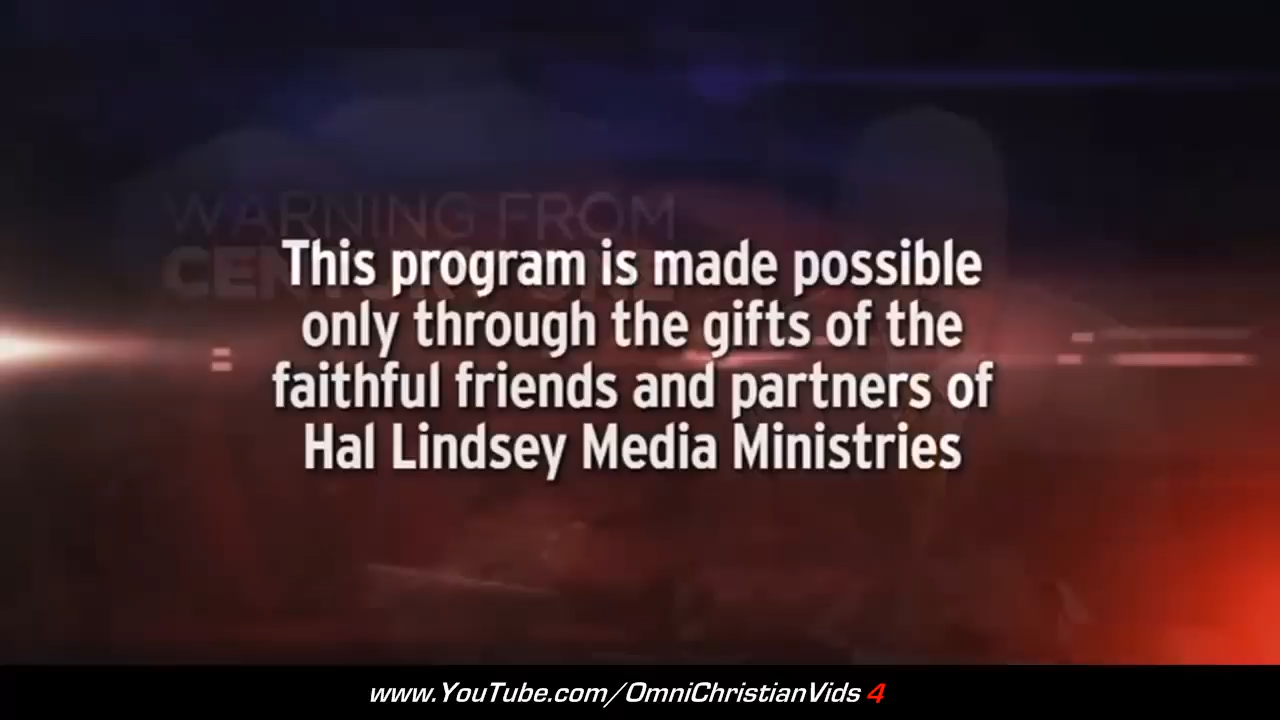 WARNING FROM
This program is made possible
only through the gifts of the
faithful friends and partners of
Hal Lindsey Media Ministries
www.YouTube.com/OmniChristianVids 4